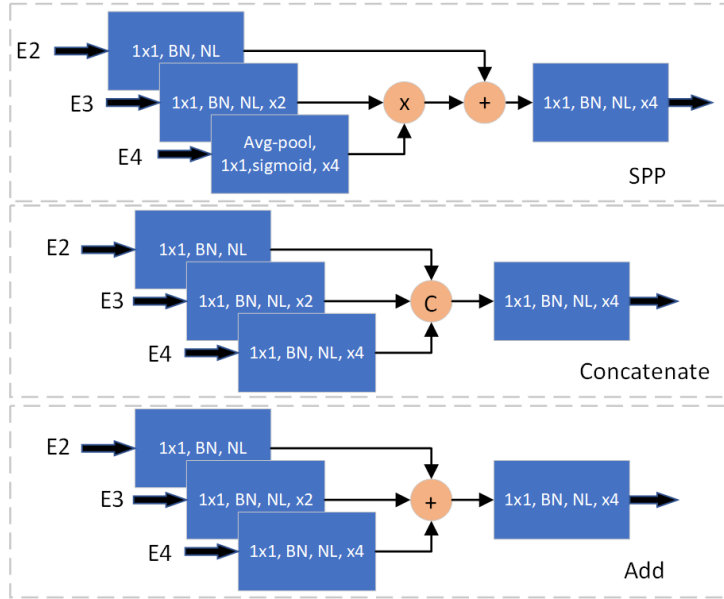 E2
1x1, BN, NL
E3
1x1, BN, NL, x2
x
+
1x1, BN, NL, x4
E4
Avg-pool,
1x1,sigmoid, x4
SPP
E2
1x1, BN, NL
E3
1x1, BN, NL, x2
C
1x1, BN, NL, x4
E4
1x1, BN, NL, x4
Concatenate
E2
1x1, BN, NL
E3
1x1, BN, NL, x2
+
1x1, BN, NL, x4
E4
1x1, BN, NL, x4
Add